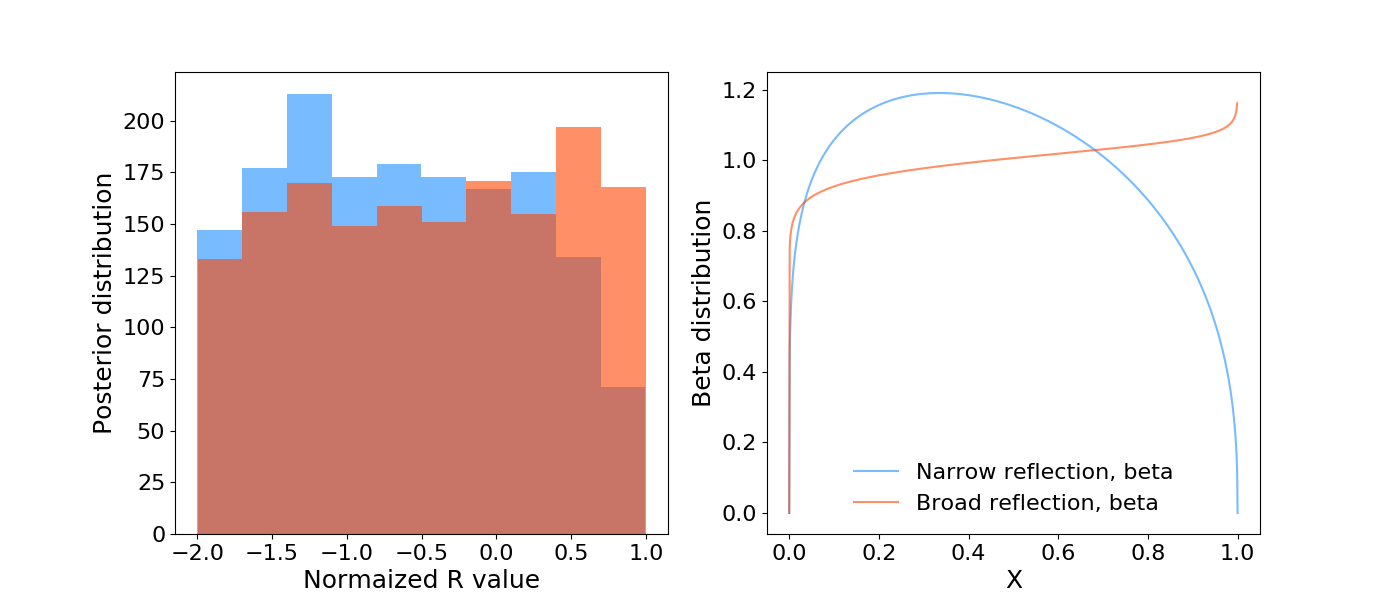 Posterior distribution
200
175
150
125
100
75
50
25
0
−2.0 −1.5 −1.0 −0.5 0.0 0.5 1.0
Normaized R value
Beta distribution
1.2
1.0
0.8
0.6
0.4
0.2
0.0
Narrow reflection, beta
Broad reflection, beta
0.0 0.2 0.4 0.6 0.8 1.0
X